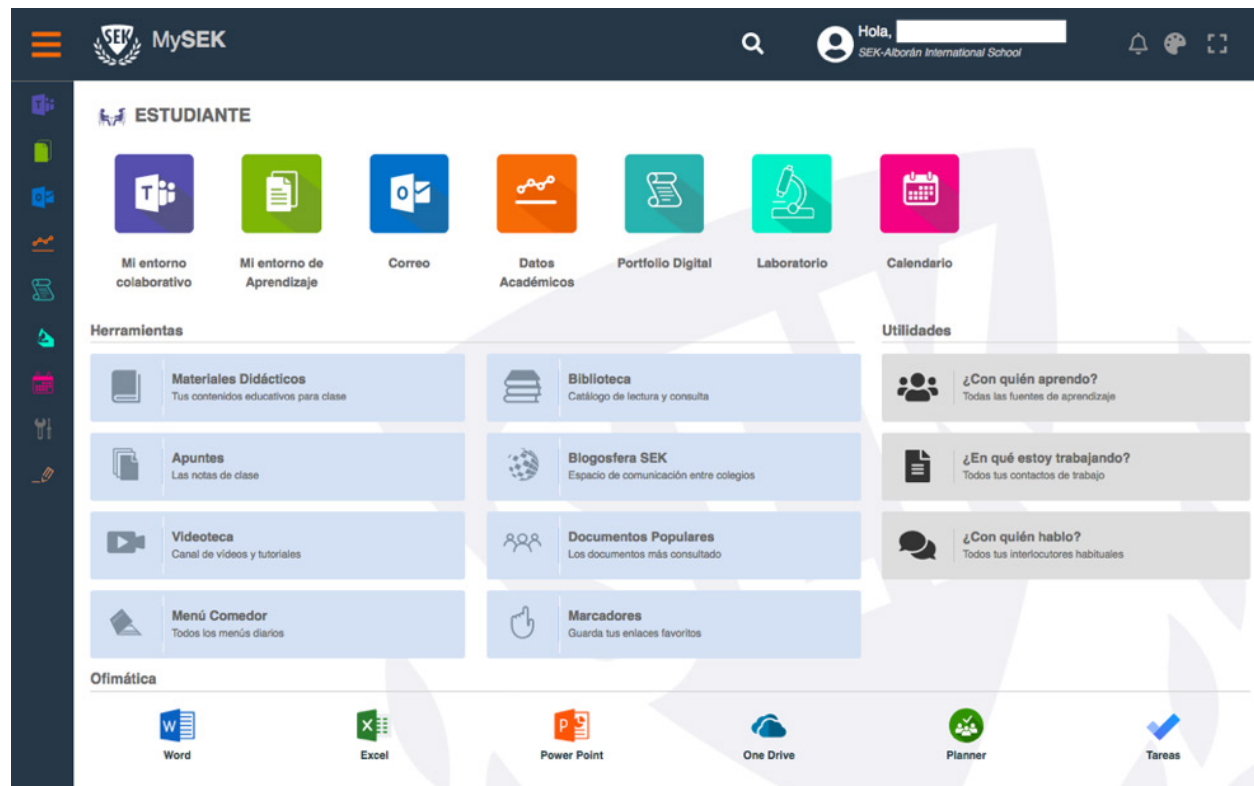 SEK MySEK
Hola,
SEK-Alborán International School
ESTUDIANTE
Mi entorno
colaborativo
Mi entorno de
Aprendizaje
Correo
Datos
Académicos
Portfolio Digital
Laboratorio
Calendario
Herramientas
Materiales Didácticos
Tus contenidos educativos para clase
Biblioteca
Catálogo de lectura y consulta
Apuntes
Las notas de clase
Blogosfera SEK
Espacio de comunicación entre colegios
Videoteca
Canal de vídeos y tutoriales
Documentos Populares
Los documentos más consultado
Menú Comedor
Todos los menús diarios
Marcadores
Guarda tus enlaces favoritos
Utilidades
¿Con quién aprendo?
Todas las fuentes de aprendizaje
¿En qué estoy trabajando?
Todos tus contactos de trabajo
¿Con quién hablo?
Todos tus interlocutores habituales
Ofimática
Word
Excel
Power Point
One Drive
Planner
Tareas